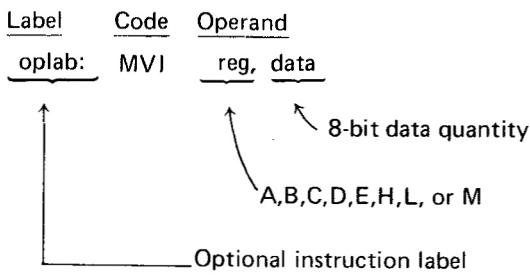 Label Code Operand
oplab: MVI reg, data
8-bit data quantity
A,B,C,D,E,H,L, or M
Optional instruction label